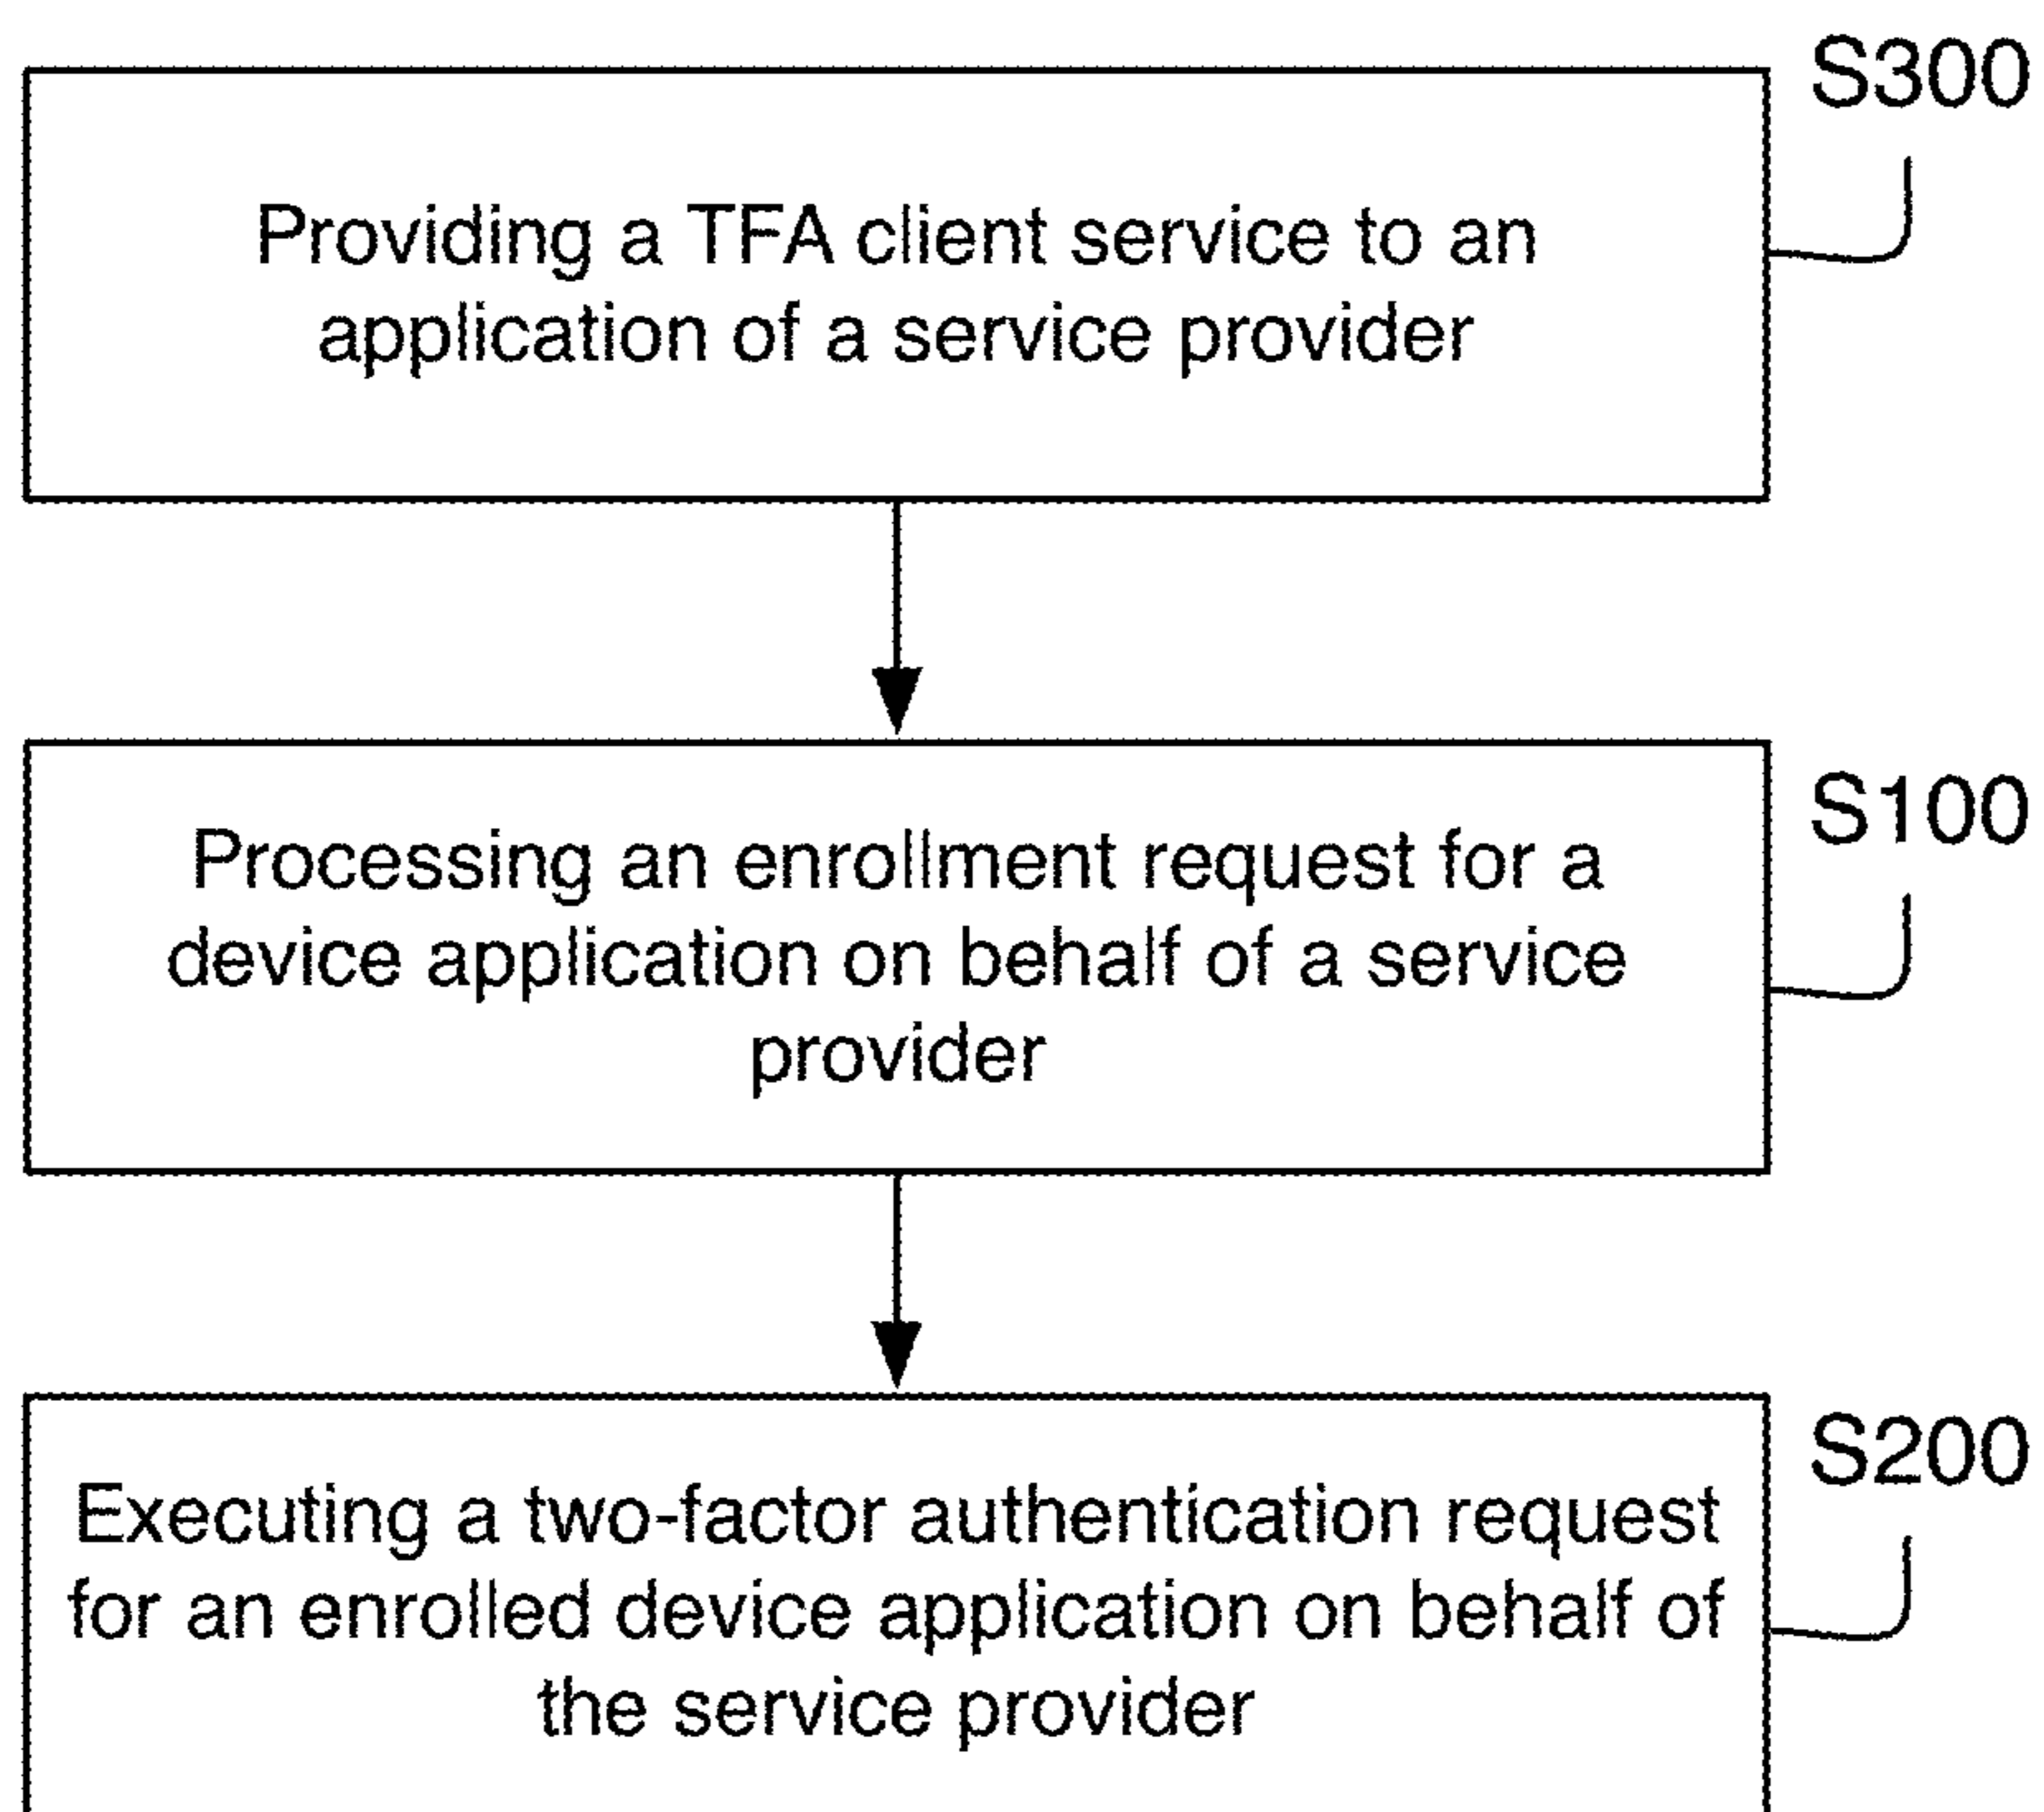 S300
Providing a TFA client service to an
application of a service provider
S100
Processing an enrollment request for a
device application on behalf of a service
provider
S200
Executing a two-factor authentication request
for an enrolled device application on behalf of
the service provider